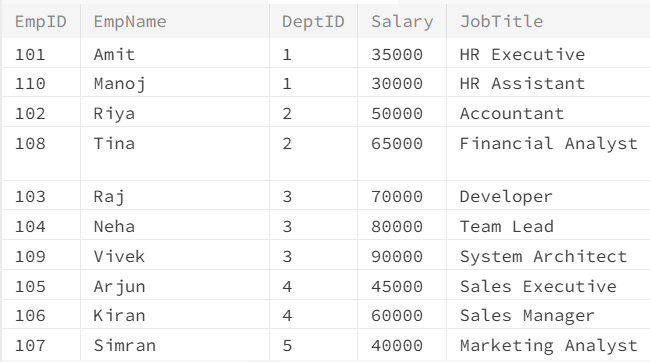 EmpID EmpName DeptID Salary JobTitle
101 Amit 1 35000 HR Executive
110 Manoj 1 30000 HR Assistant
102 Riya 2 50000 Accountant
108 Tina 2 65000 Financial Analyst
103 Raj 3 70000 Developer
104 Neha 3 80000 Team Lead
109 Vivek 3 90000 System Architect
105 Arjun 4 45000 Sales Executive
106 Kiran 4 60000 Sales Manager
107 Simran 5 40000 Marketing Analyst